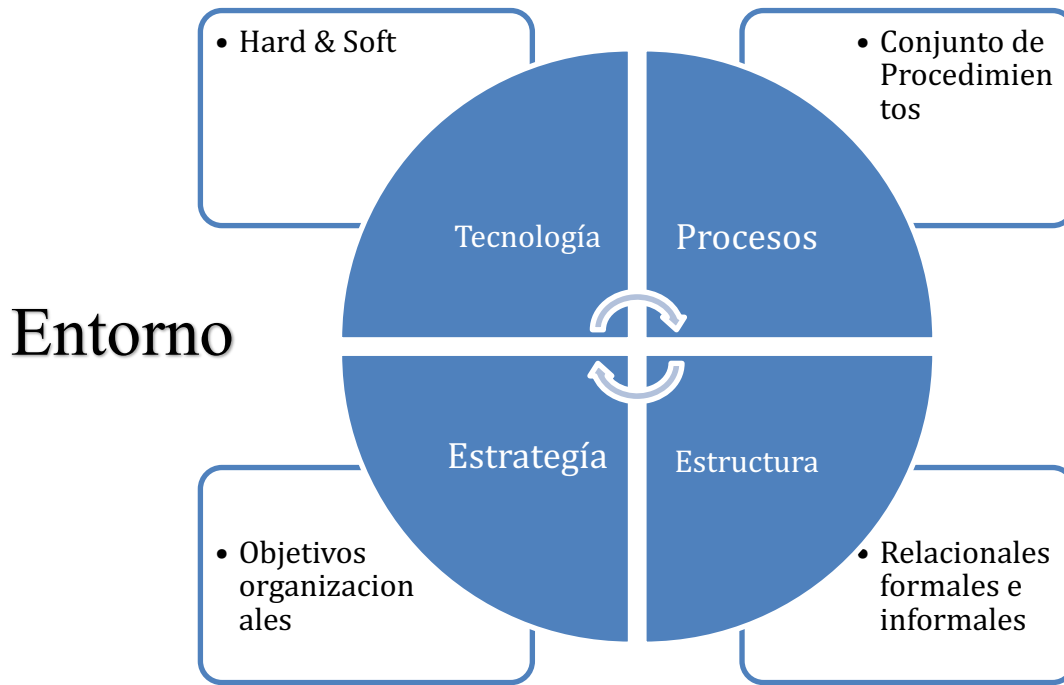 • Hard & Soft
• Conjunto de
Procedimien
tos
Tecnología
Procesos
Entorno
Estrategía
Estructura
• Objetivos
organizacion
ales
• Relacionales
formales e
informales